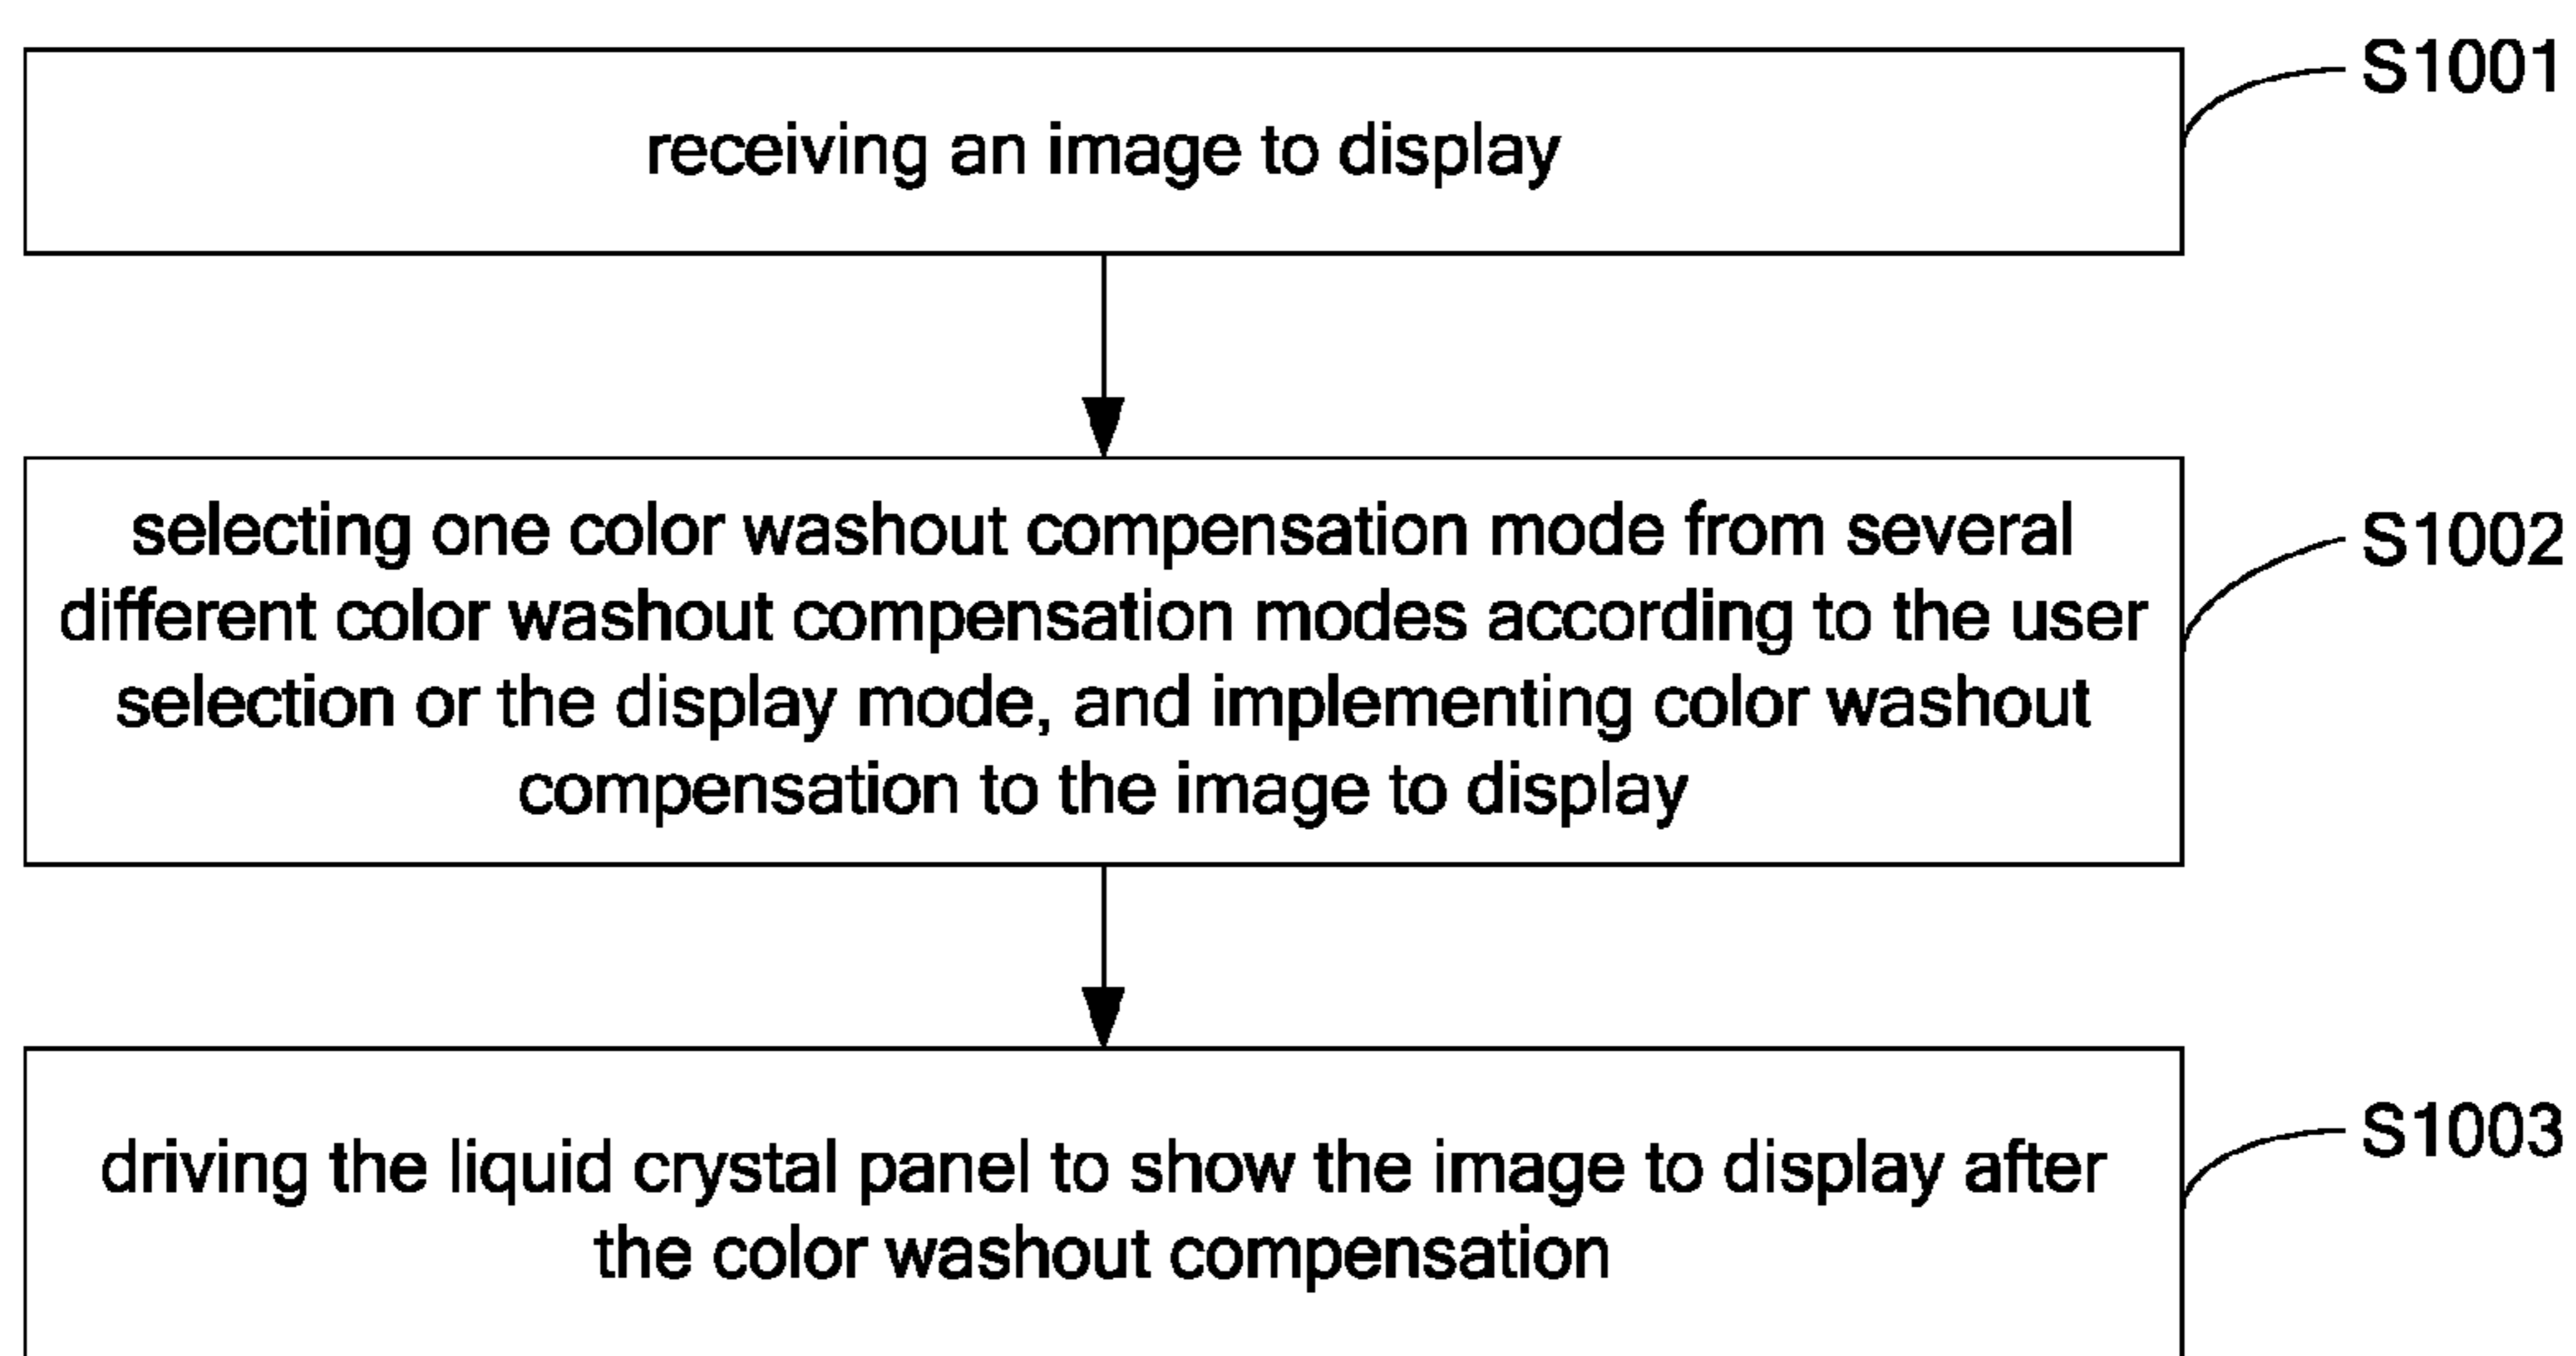 S1001
receiving an image to display
selecting one color washout compensation mode from several
different color washout compensation modes according to the user
selection or the display mode, and implementing color washout
compensation to the image to display
S1002
driving the liquid crystal panel to show the image to display after
the color washout compensation
S1003